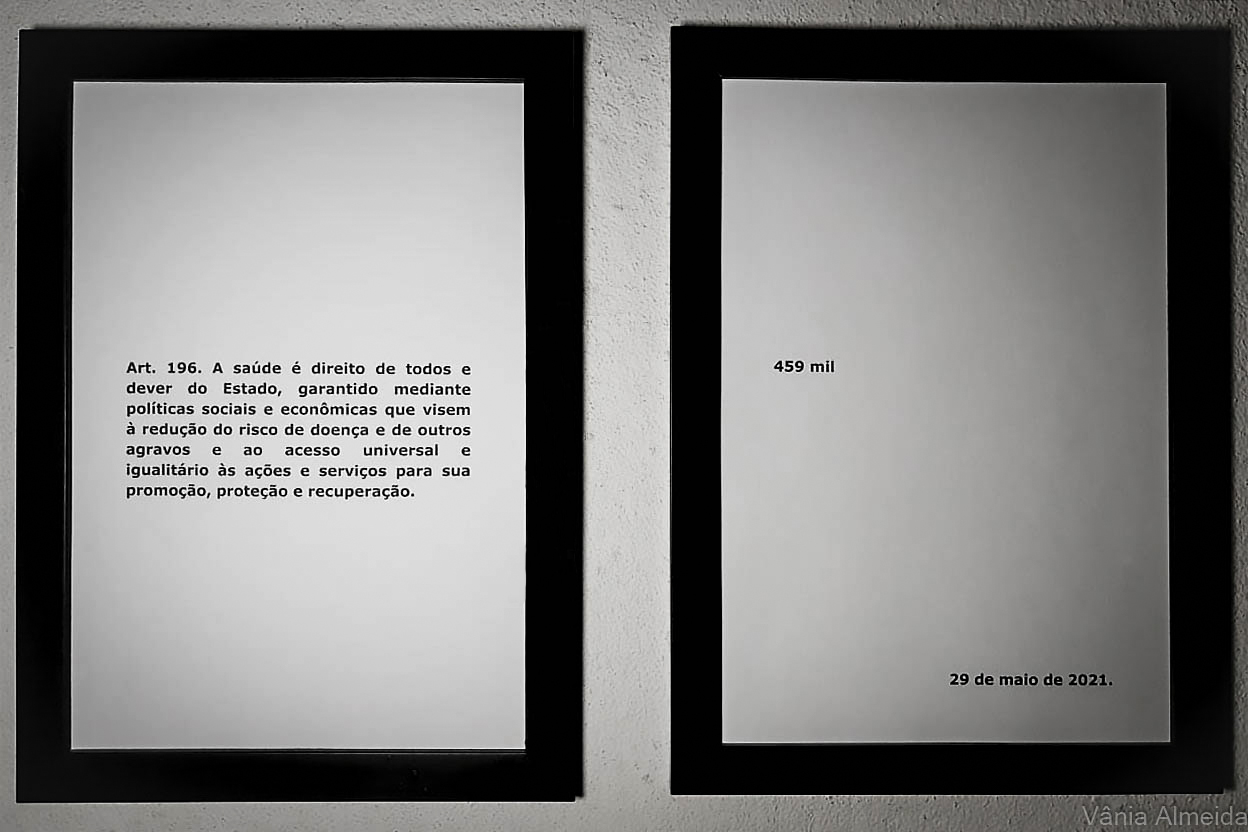 Art. 196. A saúde é direito de todos e
dever do Estado, garantido mediante
políticas sociais e econômicas que visem
à redução do risco de doença e de outros
agravos e ao acesso universal e
igualitário às ações e serviços para sua
promoção, proteção e recuperação.
459 mil
29 de maio de 2021.
Vânia Almeida